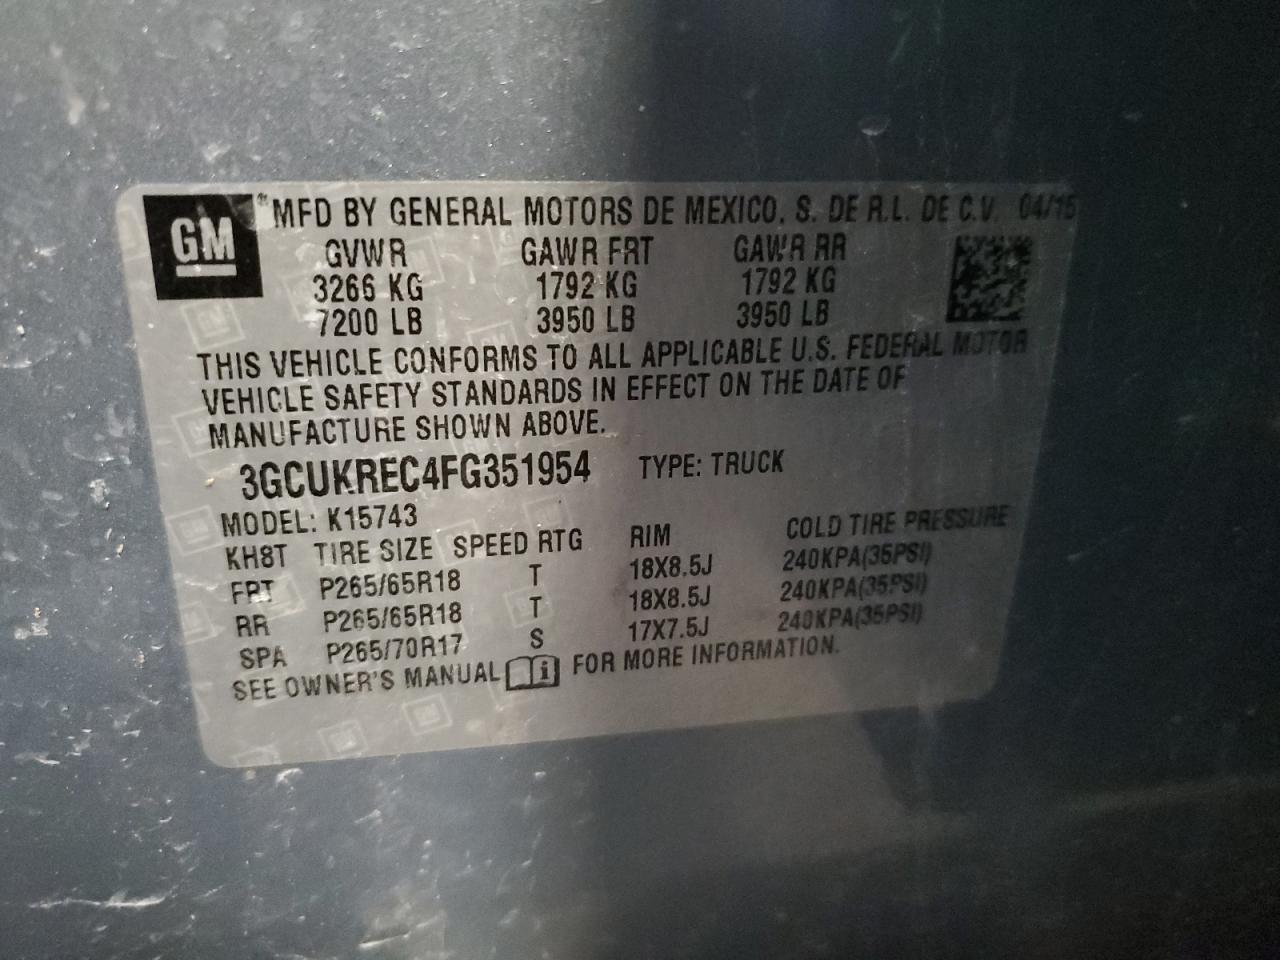 GM ® MFD BY GENERAL MOTORS DE MEXICO, S. DE R.L. DE C.V. 04/15
GVWR GAWR FRT GAWR RR
3266 KG 1792 KG 1792 KG
7200 LB 3950 LB 3950 LB
THIS VEHICLE CONFORMS TO ALL APPLICABLE U.S. FEDERAL MOTOR
VEHICLE SAFETY STANDARDS IN EFFECT ON THE DATE OF
MANUFACTURE SHOWN ABOVE.
3GCUKREC4FG351954 TYPE: TRUCK
MODEL: K15743
KH8T TIRE SIZE SPEED RTG RIM COLD TIRE PRESSURE
FRT P265/65R18 T 18X8.5J 240KPA(35PSI)
RR P265/65R18 T 18X8.5J 240KPA(35PSI)
SPA P265/70R17 S 17X7.5J 240KPA(35PSI)
SEE OWNER'S MANUAL i FOR MORE INFORMATION.